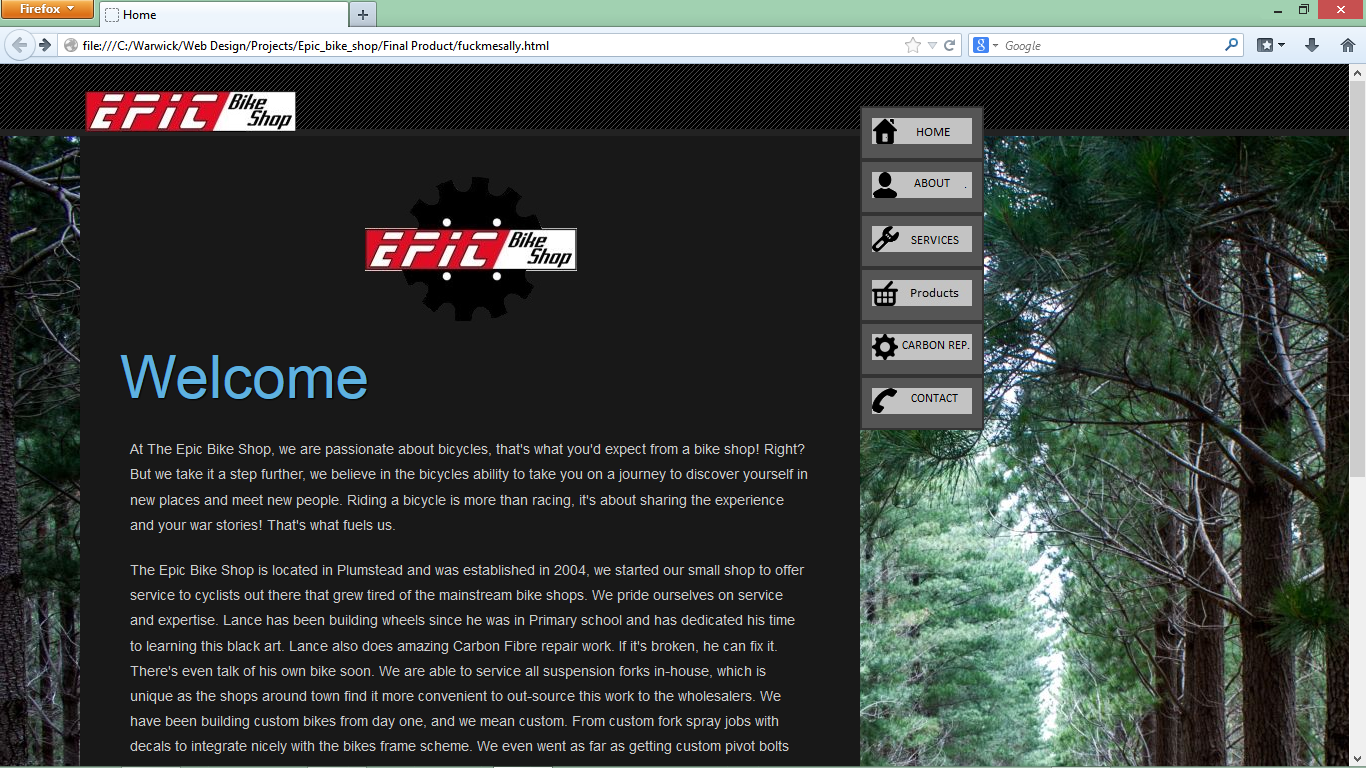 Firefox
Home
file:///C:/Warwick/Web Design/Projects/Epic_bike_shop/Final Product/fuckmesally.html
Google
EPIC Bike Shop
HOME
ABOUT .
SERVICES
Products
CARBON REP.
CONTACT
EPIC Bike Shop
Welcome
At The Epic Bike Shop, we are passionate about bicycles, that's what you'd expect from a bike shop! Right?
But we take it a step further, we believe in the bicycles ability to take you on a journey to discover yourself in
new places and meet new people. Riding a bicycle is more than racing, it's about sharing the experience
and your war stories! That's what fuels us.
The Epic Bike Shop is located in Plumstead and was established in 2004, we started our small shop to offer
service to cyclists out there that grew tired of the mainstream bike shops. We pride ourselves on service
and expertise. Lance has been building wheels since he was in Primary school and has dedicated his time
to learning this black art. Lance also does amazing Carbon Fibre repair work. If it's broken, he can fix it.
There's even talk of his own bike soon. We are able to service all suspension forks in-house, which is
unique as the shops around town find it more convenient to out-source this work to the wholesalers. We
have been building custom bikes from day one, and we mean custom. From custom fork spray jobs with
decals to integrate nicely with the bikes frame scheme. We even went as far as getting custom pivot bolts